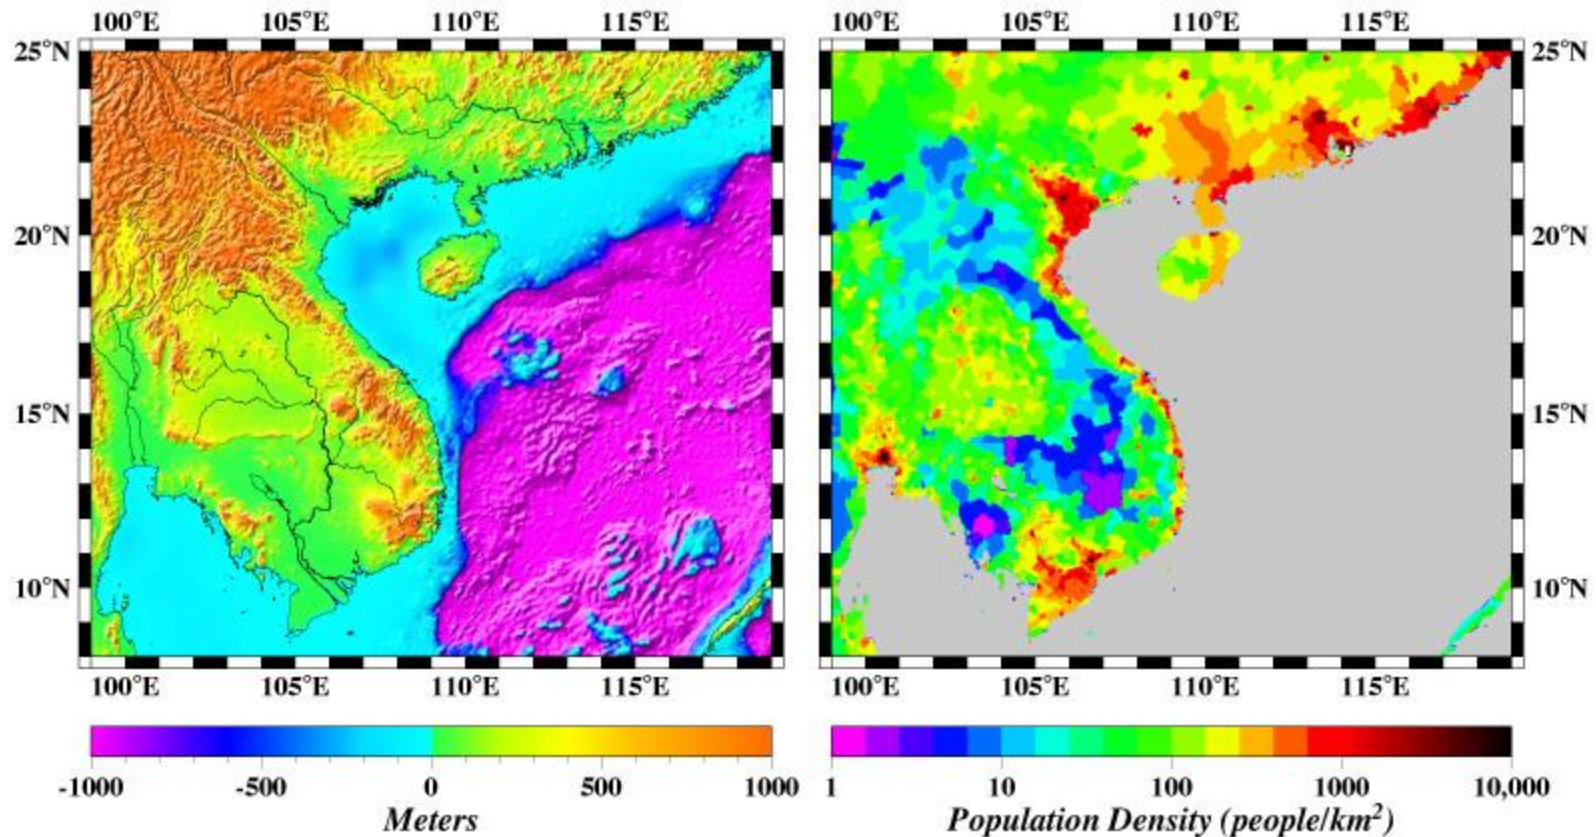 100°E 105°E 110°E 115°E 100°E 105°E 110°E 115°E
25°N 25°N
20°N 20°N
15°N 15°N
10°N 10°N
100°E 105°E 110°E 115°E 100°E 105°E 110°E 115°E
-1000 -500 0 500 1000 1 10 100 1000 10,000
Meters Population Density (people/km²)